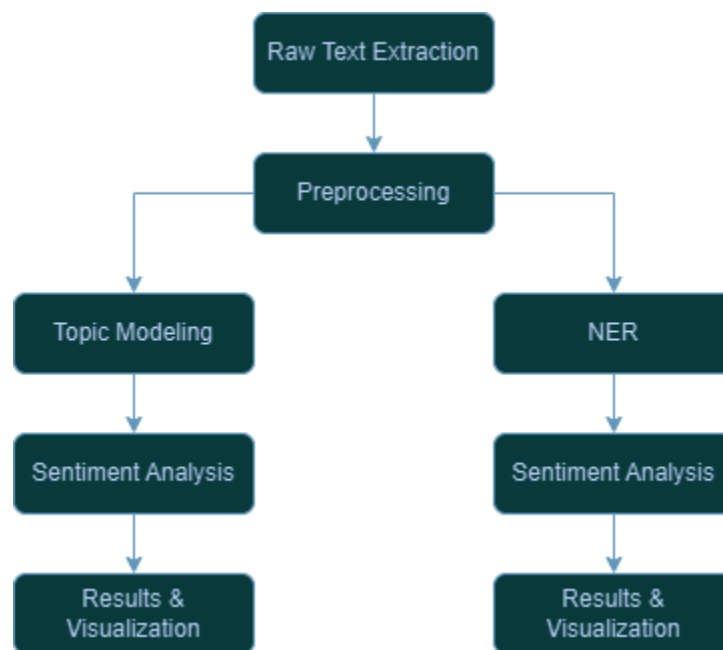 Raw Text Extraction
Preprocessing
Topic Modeling
NER
Sentiment Analysis
Sentiment Analysis
Results &
Visualization
Results &
Visualization